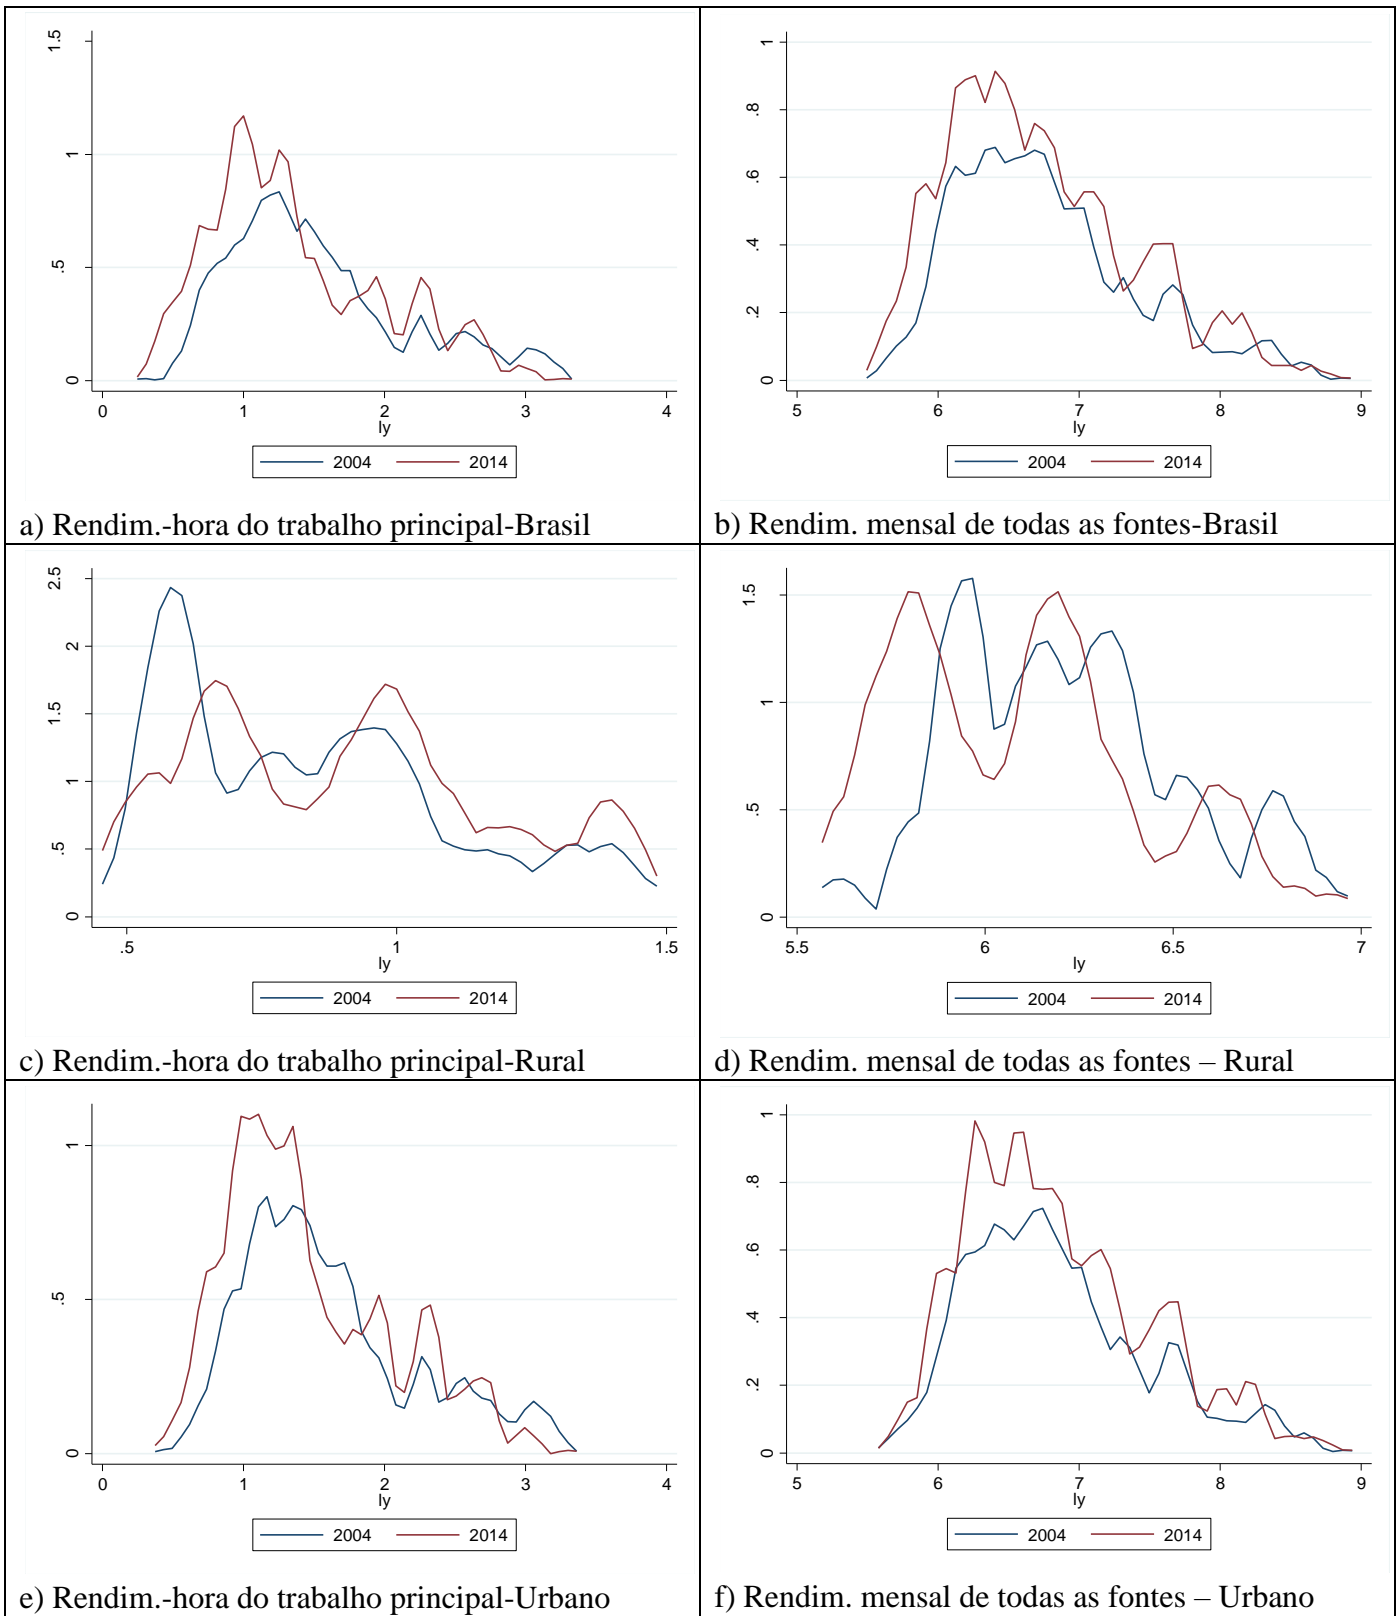 1.5
1
.5
0
0 1 2 3 4
ly
2004 2014
a) Rendim.-hora do trabalho principal-Brasil
1
.8
.6
.4
.2
0
5 6 7 8 9
ly
2004 2014
b) Rendim. mensal de todas as fontes-Brasil
2.5
2
1.5
1
.5
0
.5 1 1.5
ly
2004 2014
c) Rendim.-hora do trabalho principal-Rural
1.5
1
.5
0
5.5 6 6.5 7
ly
2004 2014
d) Rendim. mensal de todas as fontes – Rural
1
.5
0
0 1 2 3 4
ly
2004 2014
e) Rendim.-hora do trabalho principal-Urbano
1
.8
.6
.4
.2
0
5 6 7 8 9
ly
2004 2014
f) Rendim. mensal de todas as fontes – Urbano